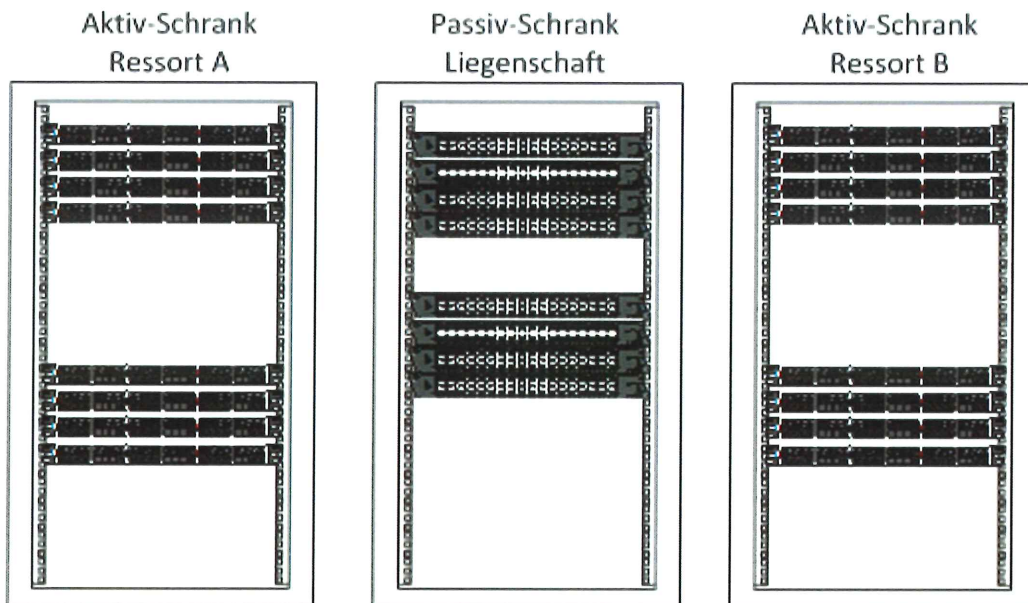 Aktiv-Schrank
Ressort A
Passiv-Schrank
Liegenschaft
Aktiv-Schrank
Ressort B